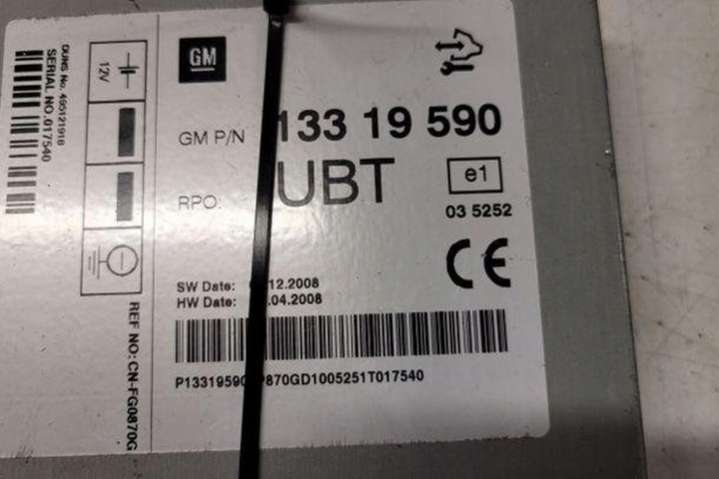 GM
GM P/N 133 19 590
RPO: UBT
e1
03 5252
CE
SW Date: .12.2008
HW Date: .04.2008
P13319590 P870GD1005251T017540
12V
DUNS No. 495121918
SERIAL NO.017540
REF NO: CN-FG0870G